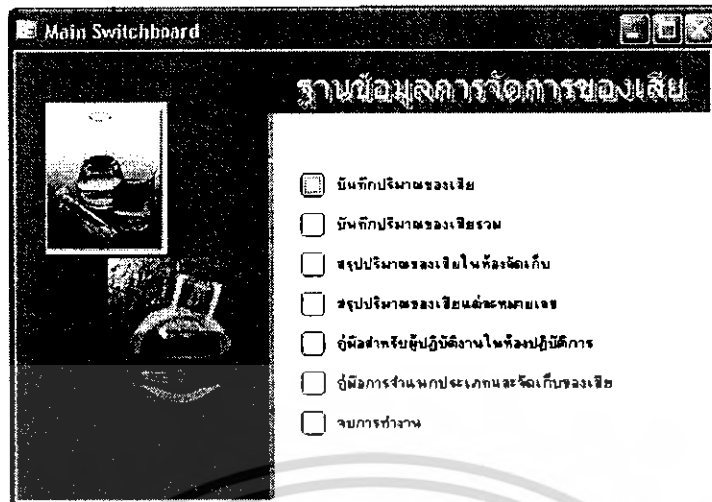 Main Switchboard
ฐานข้อมูลการจัดการของเสีย
บันทึกปริมาณของเสีย
บันทึกปริมาณของเสียรวม
สรุปปริมาณของเสียในห้องจัดเก็บ
สรุปปริมาณของเสียแต่ละหมายเลข
คู่มือสำหรับผู้ปฏิบัติงานในห้องปฏิบัติการ
คู่มือการจำแนกประเภทและจัดเก็บของเสีย
จบการทำงาน